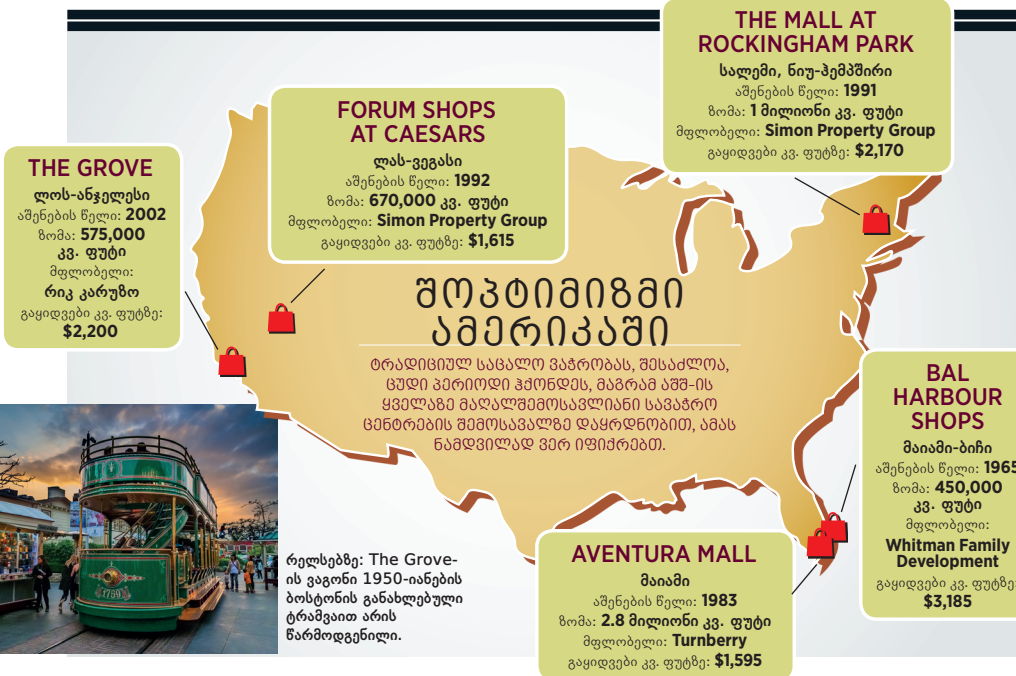 THE MALL AT
ROCKINGHAM PARK
სალემი, ნიუ-ჰემპშირი
აშენების წელი: 1991
ზომა: 1 მილიონი კვ. ფუტი
მფლობელი: Simon Property Group
გაყიდვები კვ. ფუტზე: $2,170
FORUM SHOPS
AT CAESARS
ლას-ვეგასი
აშენების წელი: 1992
ზომა: 670,000 კვ. ფუტი
მფლობელი: Simon Property Group
გაყიდვები კვ. ფუტზე: $1,615
THE GROVE
ლოს-ანჯელესი
აშენების წელი: 2002
ზომა: 575,000
კვ. ფუტი
მფლობელი:
რიკ კარუზო
გაყიდვები კვ. ფუტზე:
$2,200
შოპტიმიზმი
ამერიკაში
ტრადიციულ საცალო ვაჭრობას, შესაძლოა,
ცუდი პერიოდი ჰქონდეს, მაგრამ აშშ-ის
ყველაზე მაღალშემოსავლიანი სავაჭრო
ცენტრების შემოსავალზე დაყრდნობით, ამას
ნამდვილად ვერ იფიქრებთ.
BAL
HARBOUR
SHOPS
მაიამი-ბიჩი
აშენების წელი: 1965
ზომა: 450,000
კვ. ფუტი
მფლობელი:
Whitman Family
Development
გაყიდვები კვ. ფუტზე:
$3,185
AVENTURA MALL
მაიამი
აშენების წელი: 1983
ზომა: 2.8 მილიონი კვ. ფუტი
მფლობელი: Turnberry
გაყიდვები კვ. ფუტზე: $1,595
რელსებზე: The Grove-
ის ვაგონი 1950-იანების
ბოსტონის განახლებული
ტრამვაით არის
წარმოდგენილი.
1759